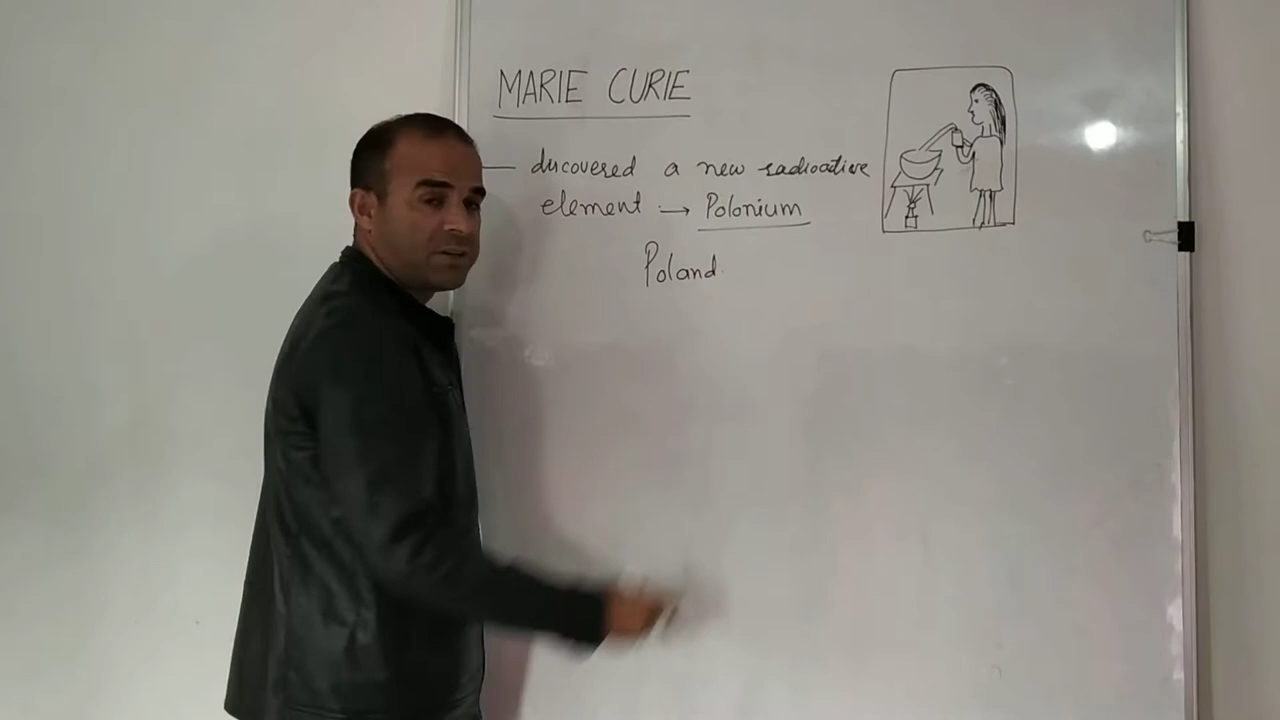 MARIE CURIE
— discovered a new radioactive
element → Polonium
Poland